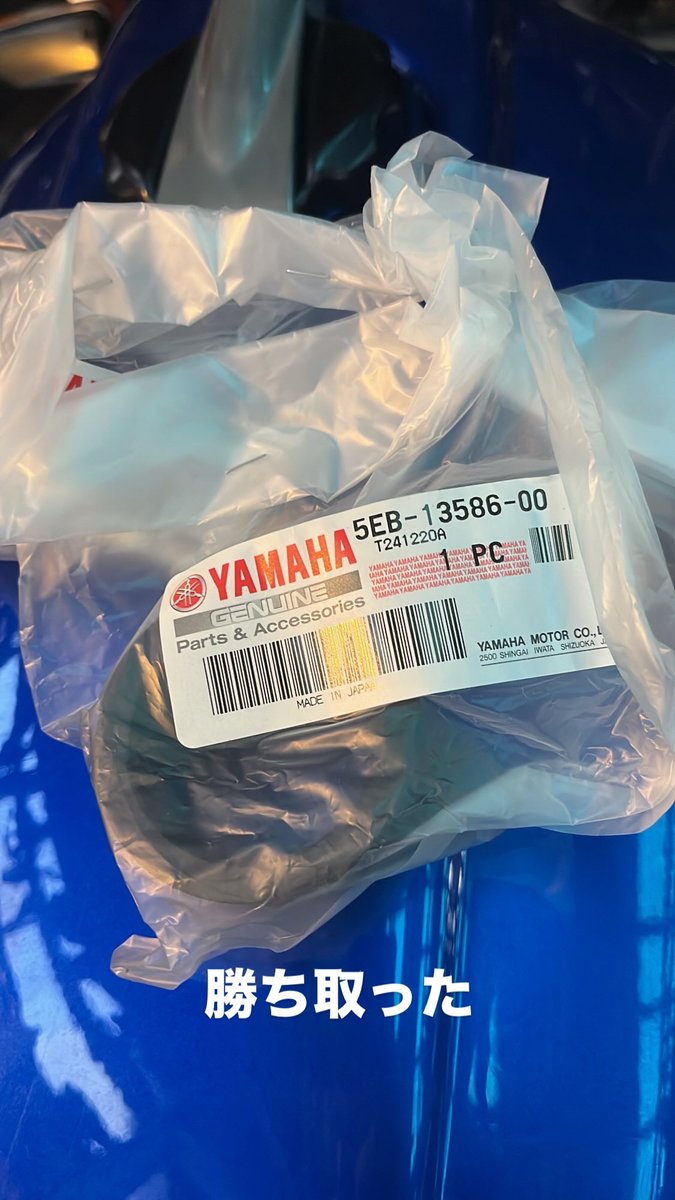 5EB-13586-00
T241220A
YAMAHA
1 PC
GENUINE
Parts & Accessories
YAMAHA MOTOR CO.,L
2500 SHINGAI IWATA SHIZUOKA J
MADE IN JAPAN
勝ち取った